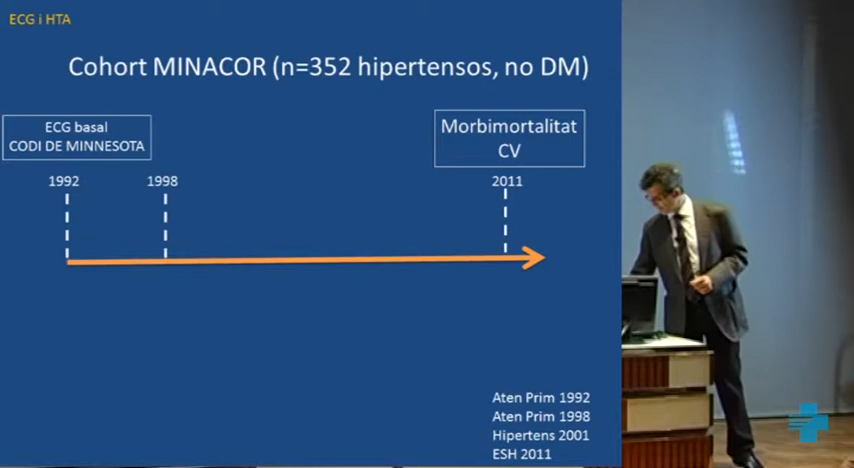 ECG i HTA
Cohort MINACOR (n=352 hipertensos, no DM)
ECG basal
CODI DE MINNESOTA
Morbimortalitat
CV
1992
1998
2011
Aten Prim 1992
Aten Prim 1998
Hipertens 2001
ESH 2011